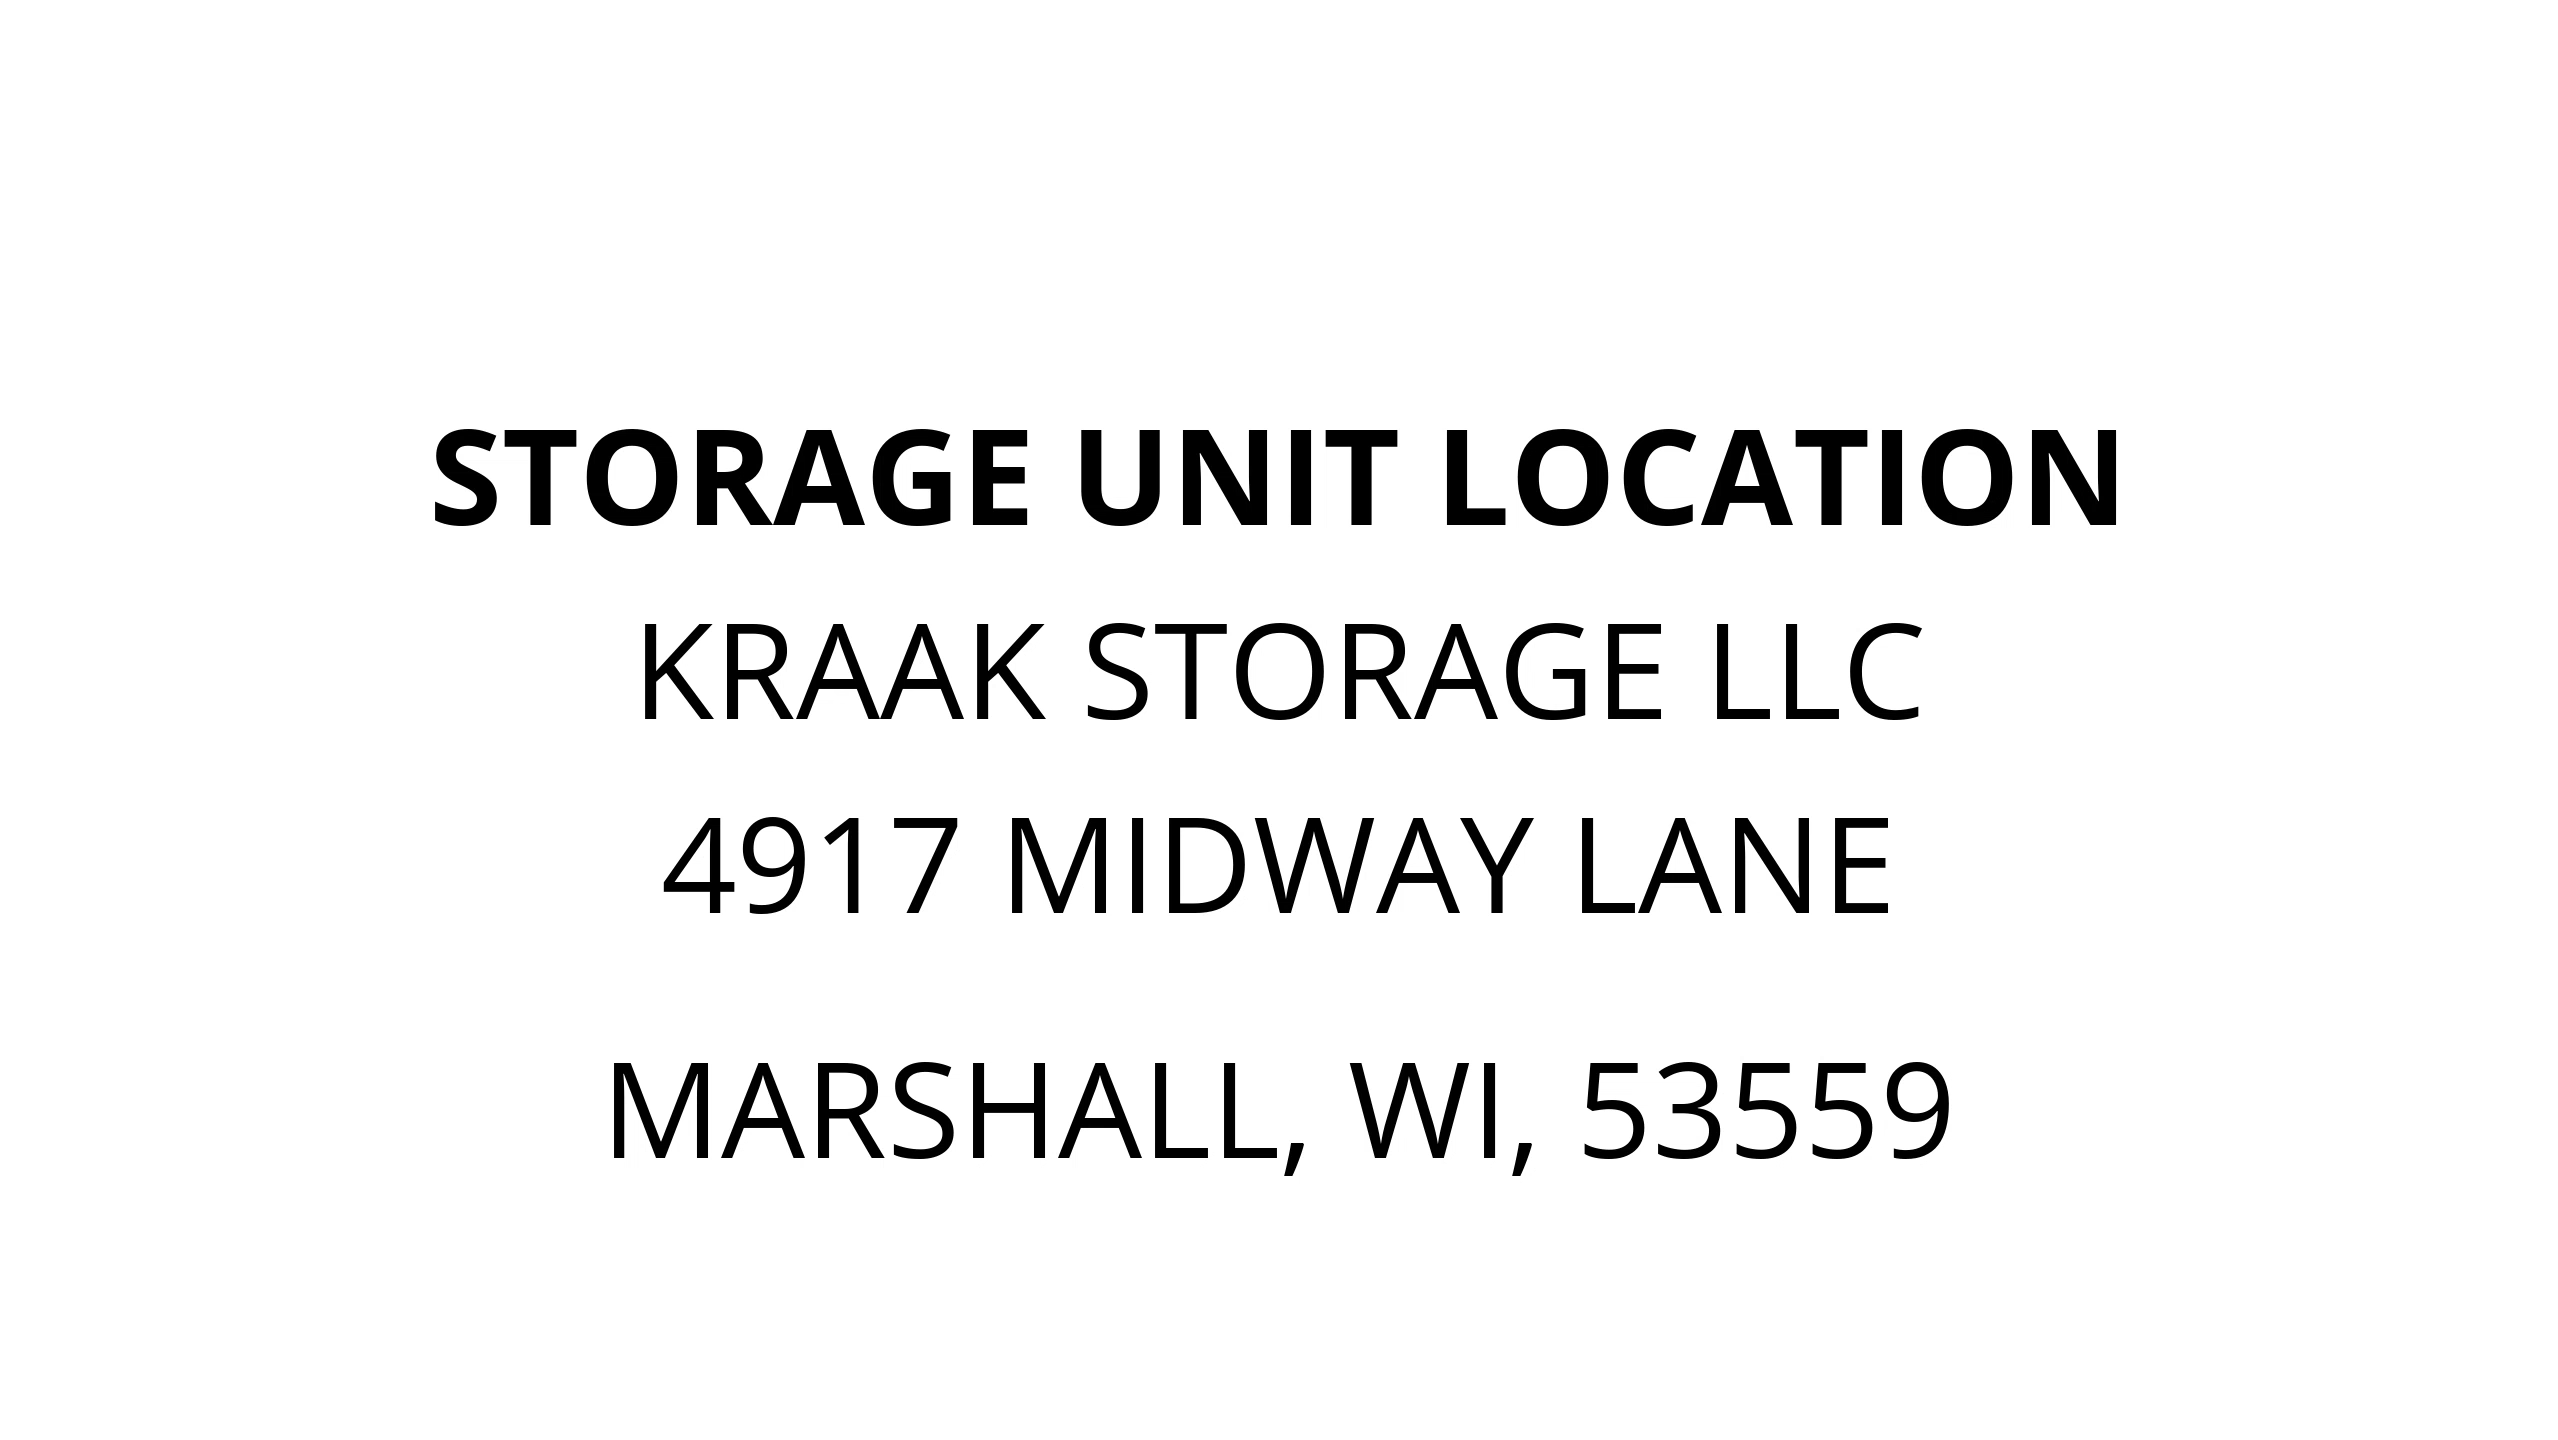 STORAGE UNIT LOCATION
KRAAK STORAGE LLC
4917 MIDWAY LANE
MARSHALL, WI, 53559